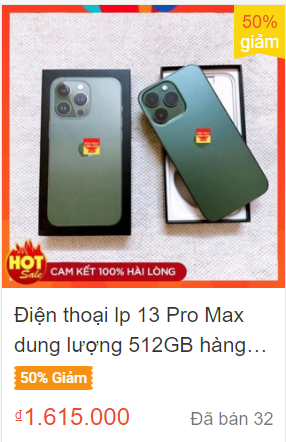 50%
giảm
HOT
Sale
CAM KẾT 100% HÀI LÒNG
Điện thoại Ip 13 Pro Max
dung lượng 512GB hàng…
50% Giảm
₫1.615.000
Đã bán 32